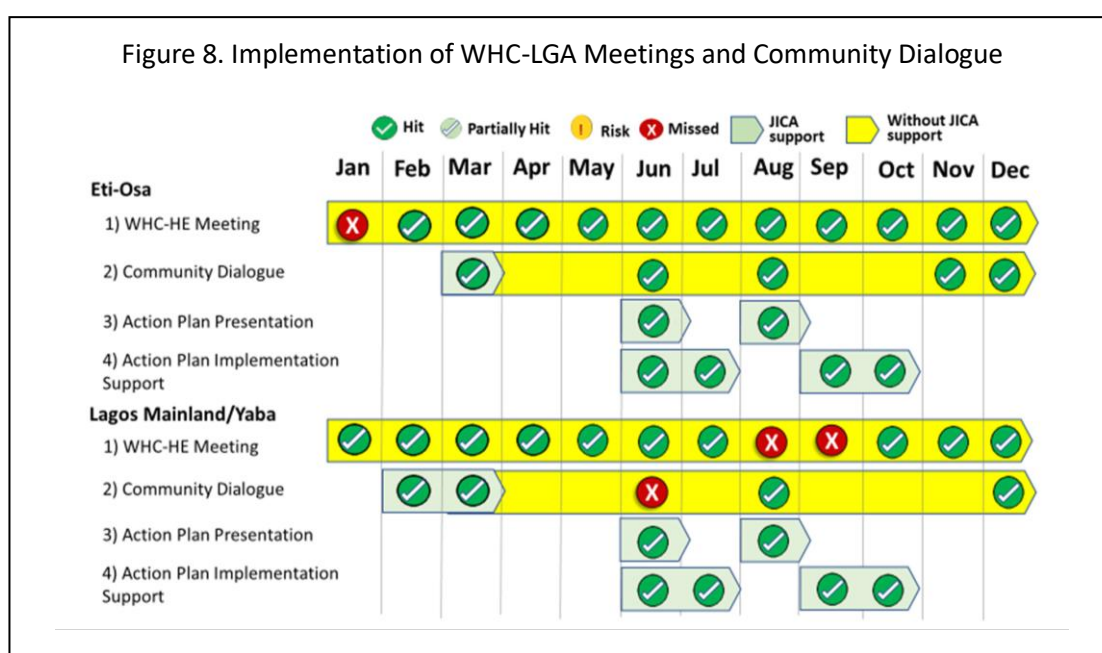 Figure 8. Implementation of WHC-LGA Meetings and Community Dialogue
Hit Partially Hit ! Risk X Missed JICA support Without JICA support
Jan Feb Mar Apr May Jun Jul Aug Sep Oct Nov Dec
Eti-Osa
1) WHC-HE Meeting
X
2) Community Dialogue
3) Action Plan Presentation
4) Action Plan Implementation
Support
Lagos Mainland/Yaba
1) WHC-HE Meeting
X X
2) Community Dialogue
X
3) Action Plan Presentation
4) Action Plan Implementation
Support